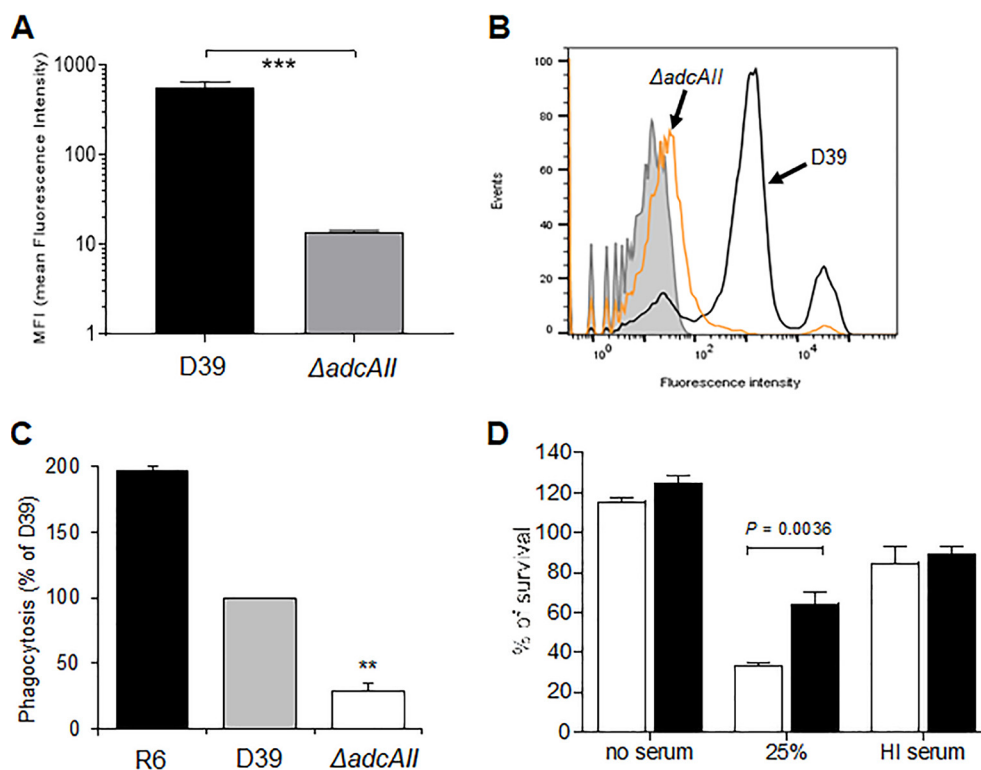 A
MFI (mean Fluorescence Intensity)
1000
100
10
1
***
D39
ΔadcAII
B
Events
100
80
60
40
20
0
ΔadcAII
D39
10^0
10^2
10^4
Fluorescence intensity
C
Phagocytosis (% of D39)
200
150
100
50
0
**
R6
D39
ΔadcAII
D
% of survival
140
120
100
80
60
40
20
0
P = 0.0036
no serum
25%
HI serum